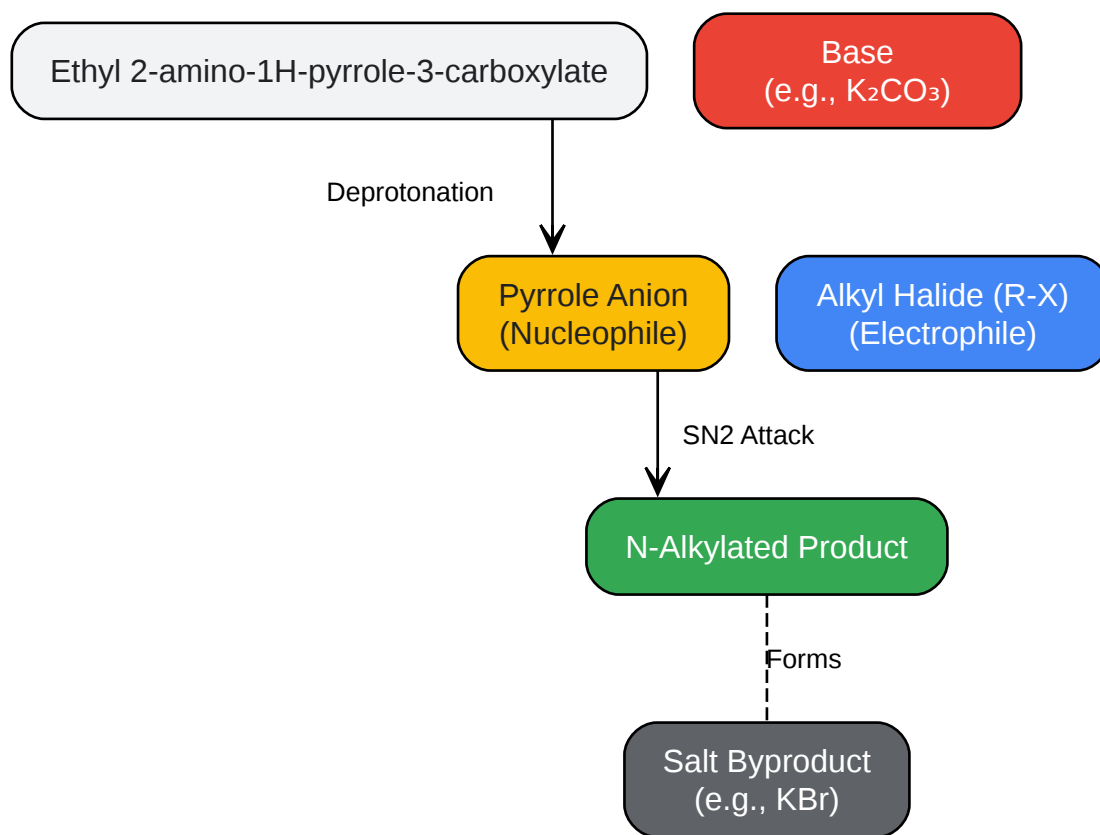 Ethyl 2-amino-1H-pyrrole-3-carboxylate
Base
(e.g., K₂CO₃)
Deprotonation
Pyrrole Anion
(Nucleophile)
Alkyl Halide (R-X)
(Electrophile)
SN2 Attack
N-Alkylated Product
Forms
Salt Byproduct
(e.g., KBr)